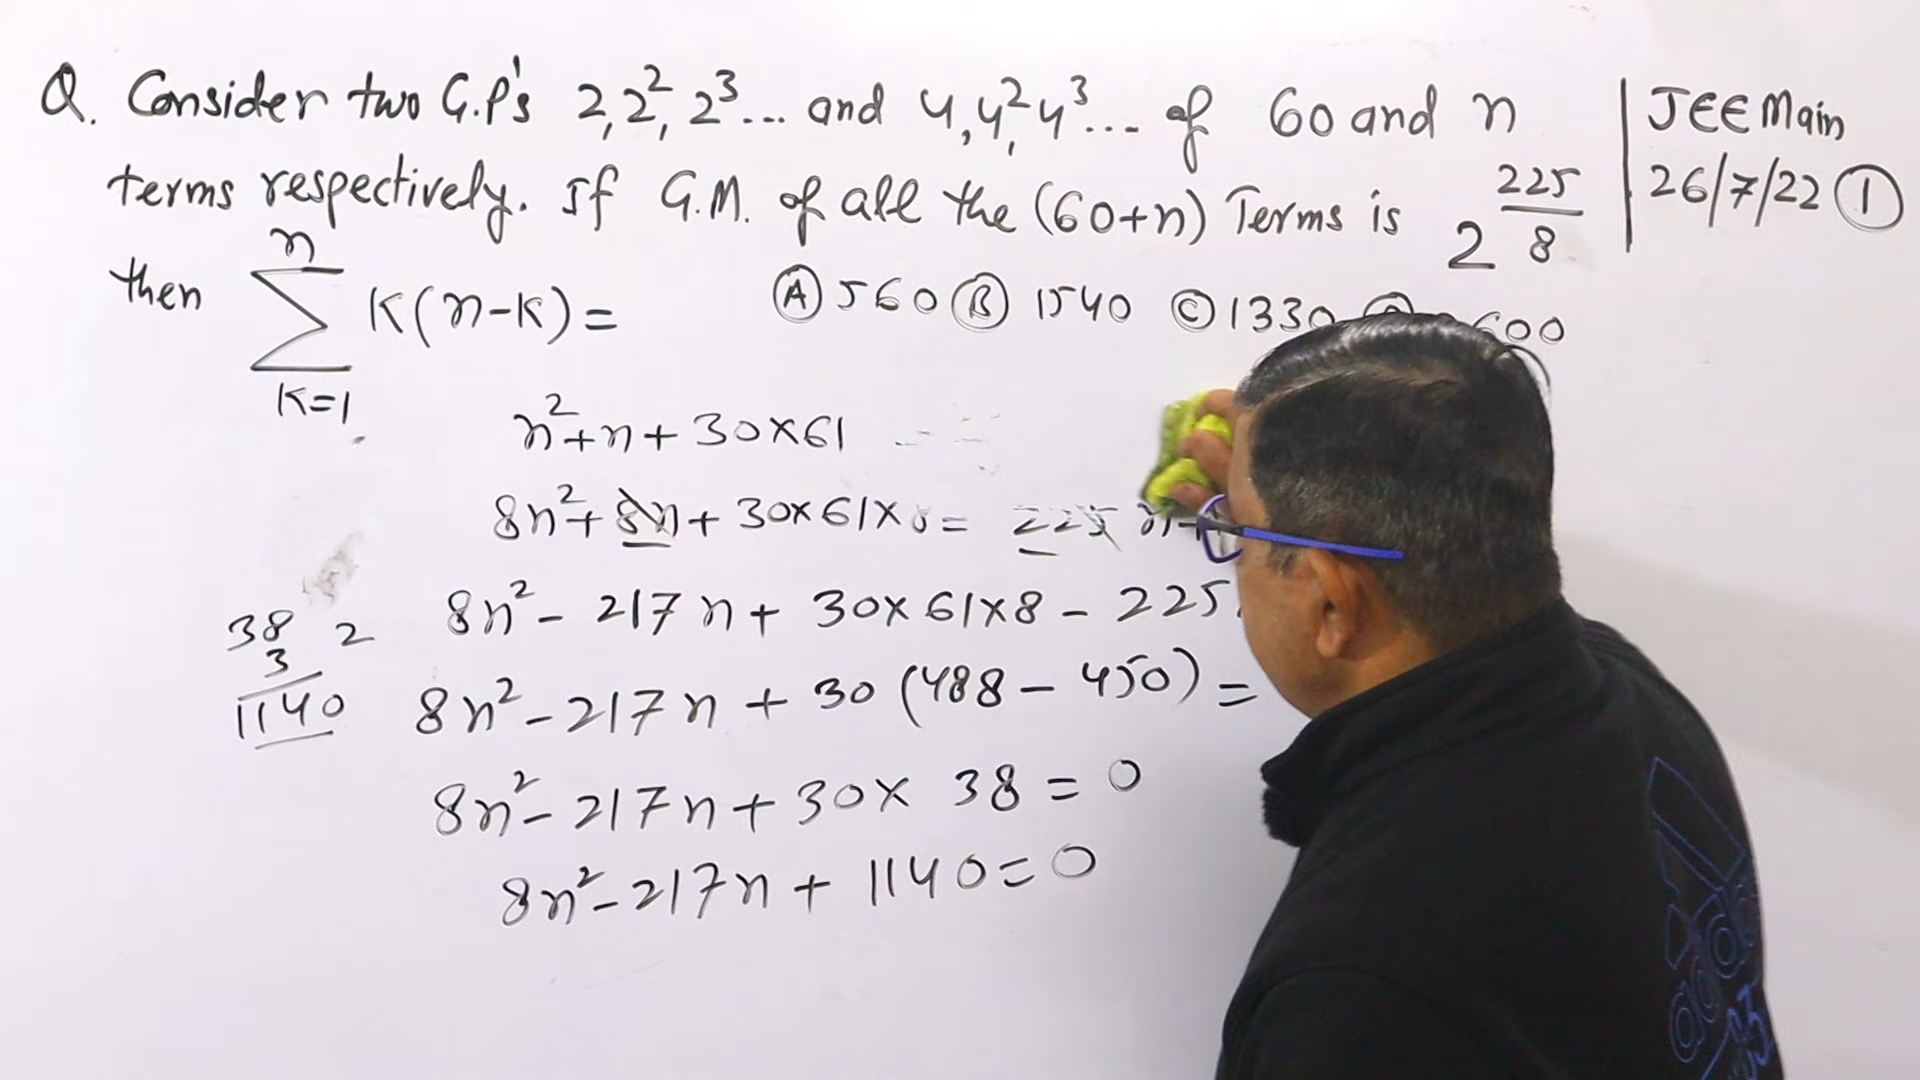 Q. Consider two G.P's 2, 2², 2³... and 4, 4², 4³... of 60 and n
terms respectively. If G.M. of all the (60+n) Terms is 2^(225/8)
then ∑_{K=1}^{n} K(n-K) = (A) 560 (B) 1540 (C) 1330 600
JEE Main
26/7/22 (1)
n²+n+30×61
8n²+8n+30×61× = 225
8n²-217n+30×61×8-225
8n²-217n+30(488-450)=
8n²-217n+30×38=0
8n²-217n+1140=0
38 2
3
1140